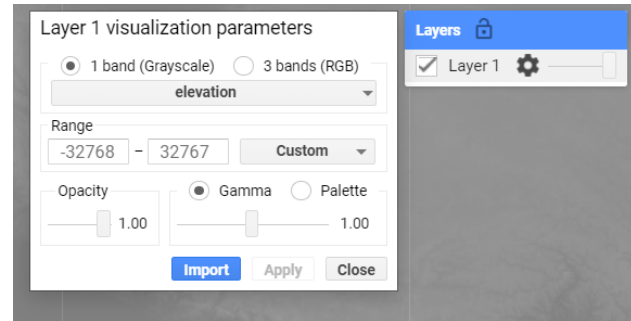 Layer 1 visualization parameters
1 band (Grayscale) 3 bands (RGB)
elevation
Range
-32768 – 32767 Custom
Opacity Gamma Palette
1.00 1.00
Import Apply Close
Layers
Layer 1